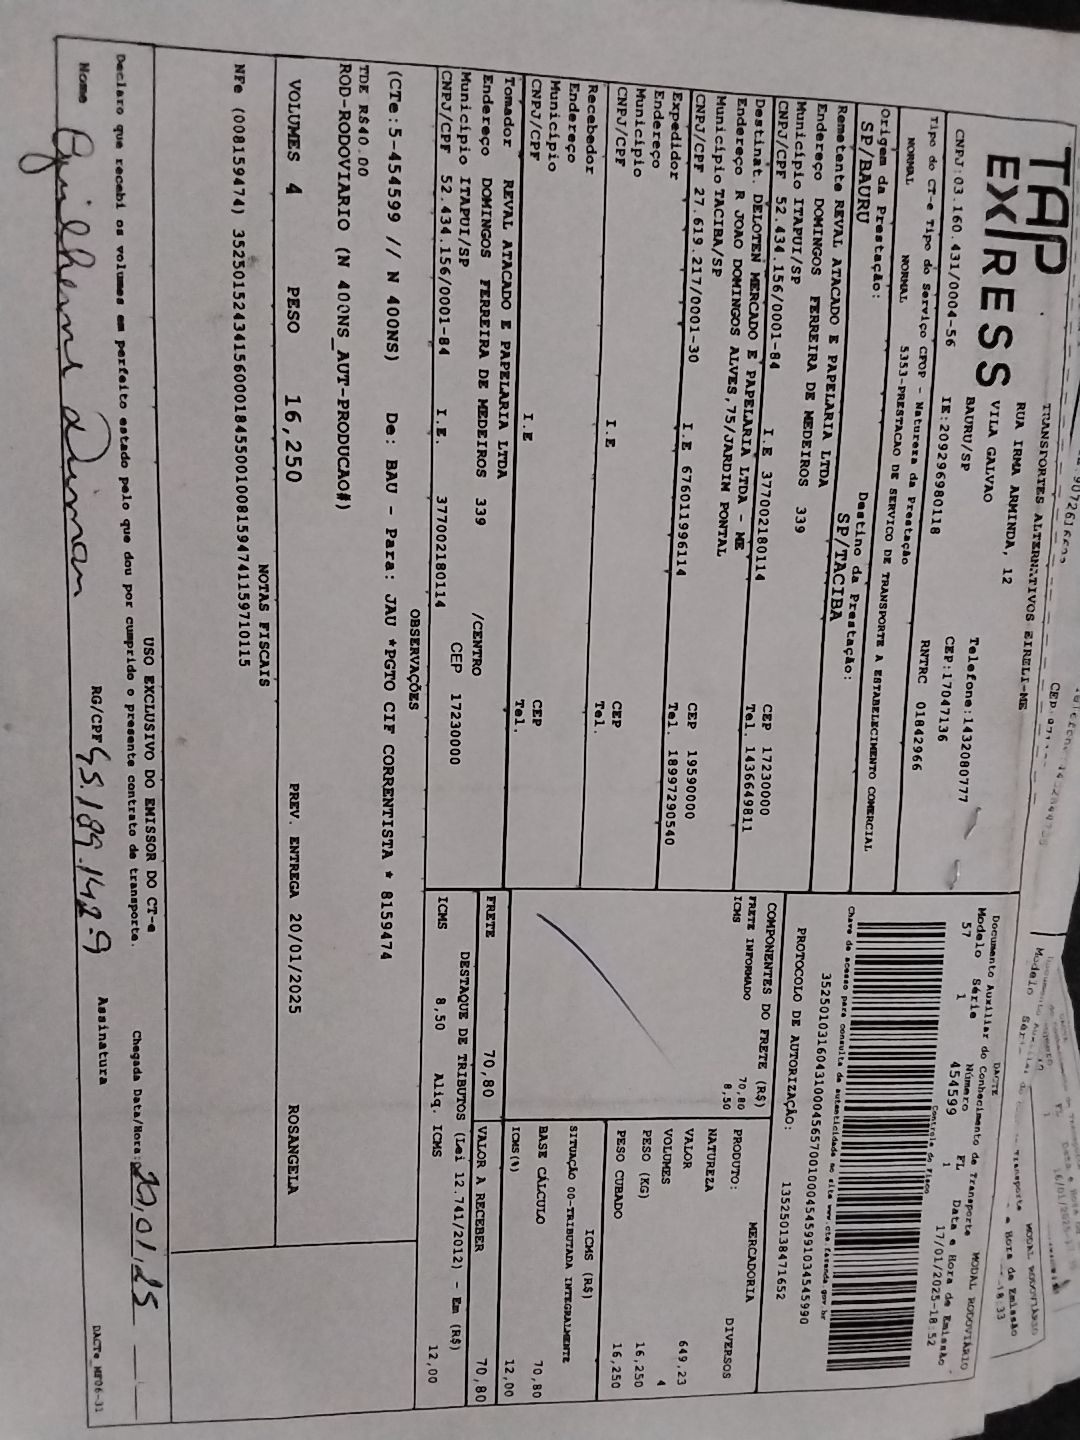 TAP
EXPRESS
TRANSPORTES ALTERNATIVOS EIRELI-ME
RUA IRMA ARMINDA, 12
VILA GALVAO
BAURU/SP
Telefone:1432080777
CEP:17047136
CNPJ:03.160.431/0004-56 IE:209296980118 RNTRC 01842966
Tipo do CT-e Tipo do Serviço CFOP - Natureza da Prestação
NORMAL NORMAL 5353-PRESTACAO DE SERVICO DE TRANSPORTE A ESTABELECIMENTO COMERCIAL
Origem da Prestação: Destino da Prestação:
SP/BAURU SP/TACIBA
Remetente REVAL ATACADO E PAPELARIA LTDA
Endereço DOMINGOS FERREIRA DE MEDEIROS 339
Município ITAPUI/SP CEP 17230000
CNPJ/CPF 52.434.156/0001-84 I.E 377002180114 Tel. 1436649811
Destinat. DELOTEN MERCADO E PAPELARIA LTDA - ME
Endereço R JOAO DOMINGOS ALVES,75/JARDIM PONTAL
Município TACIBA/SP CEP 19590000
CNPJ/CPF 27.619.217/0001-30 I.E 676011996114 Tel. 18997290540
Expedidor
Endereço
Município CEP
CNPJ/CPF I.E Tel.
Recebedor
Endereço
Município CEP
CNPJ/CPF I.E Tel.
Tomador REVAL ATACADO E PAPELARIA LTDA
Endereço DOMINGOS FERREIRA DE MEDEIROS 339 /CENTRO
Município ITAPUI/SP CEP 17230000
CNPJ/CPF 52.434.156/0001-84 I.E. 377002180114
DACTE
Documento Auxiliar do Conhecimento de Transporte MODAL RODOVIÁRIO
Modelo Série Número FL Data e Hora de Emissão
57 1 454599 1 17/01/2025-18:52
Controle do Fisco
Chave de acesso para consulta de autenticidade no site www.cte.fazenda.gov.br
35250103160431000456570010004545991034545990
PROTOCOLO DE AUTORIZAÇÃO: 135250138471652
COMPONENTES DO FRETE (R$)
FRETE INFORMADO 70,80
ICMS 8,50
MERCADORIA
PRODUTO: DIVERSOS
NATUREZA
VALOR 649,23
VOLUMES 4
PESO (KG) 16,250
PESO CUBADO 16,250
ICMS (R$)
SITUAÇÃO 00-TRIBUTADA INTEGRALMENTE
BASE CÁLCULO 70,80
ICMS(%) 12,00
FRETE 70,80 VALOR A RECEBER 70,80
DESTAQUE DE TRIBUTOS (Lei 12.741/2012) - Em (R$)
ICMS 8,50 Aliq. ICMS 12,00
OBSERVAÇÕES
(CTe:5-454599 // N 400NS) De: BAU - Para: JAU *PGTO CIF CORRENTISTA * 8159474
TDE R$40.00
ROD-RODOVIARIO (N 400NS_AUT-PRODUCAO#)
VOLUMES 4 PESO 16,250 PREV. ENTREGA 20/01/2025 ROSANGELA
NOTAS FISCAIS
NFe (008159474) 35250152434156000184550010081594741159710115
USO EXCLUSIVO DO EMISSOR DO CT-e
Declaro que recebi os volumes em perfeito estado pelo que dou por cumprido o presente contrato de transporte. Chegada Data/Hora: 20,01,25
Nome Guilherme RG/CPF 45.189.142-9 Assinatura
DACTe_MF06-31